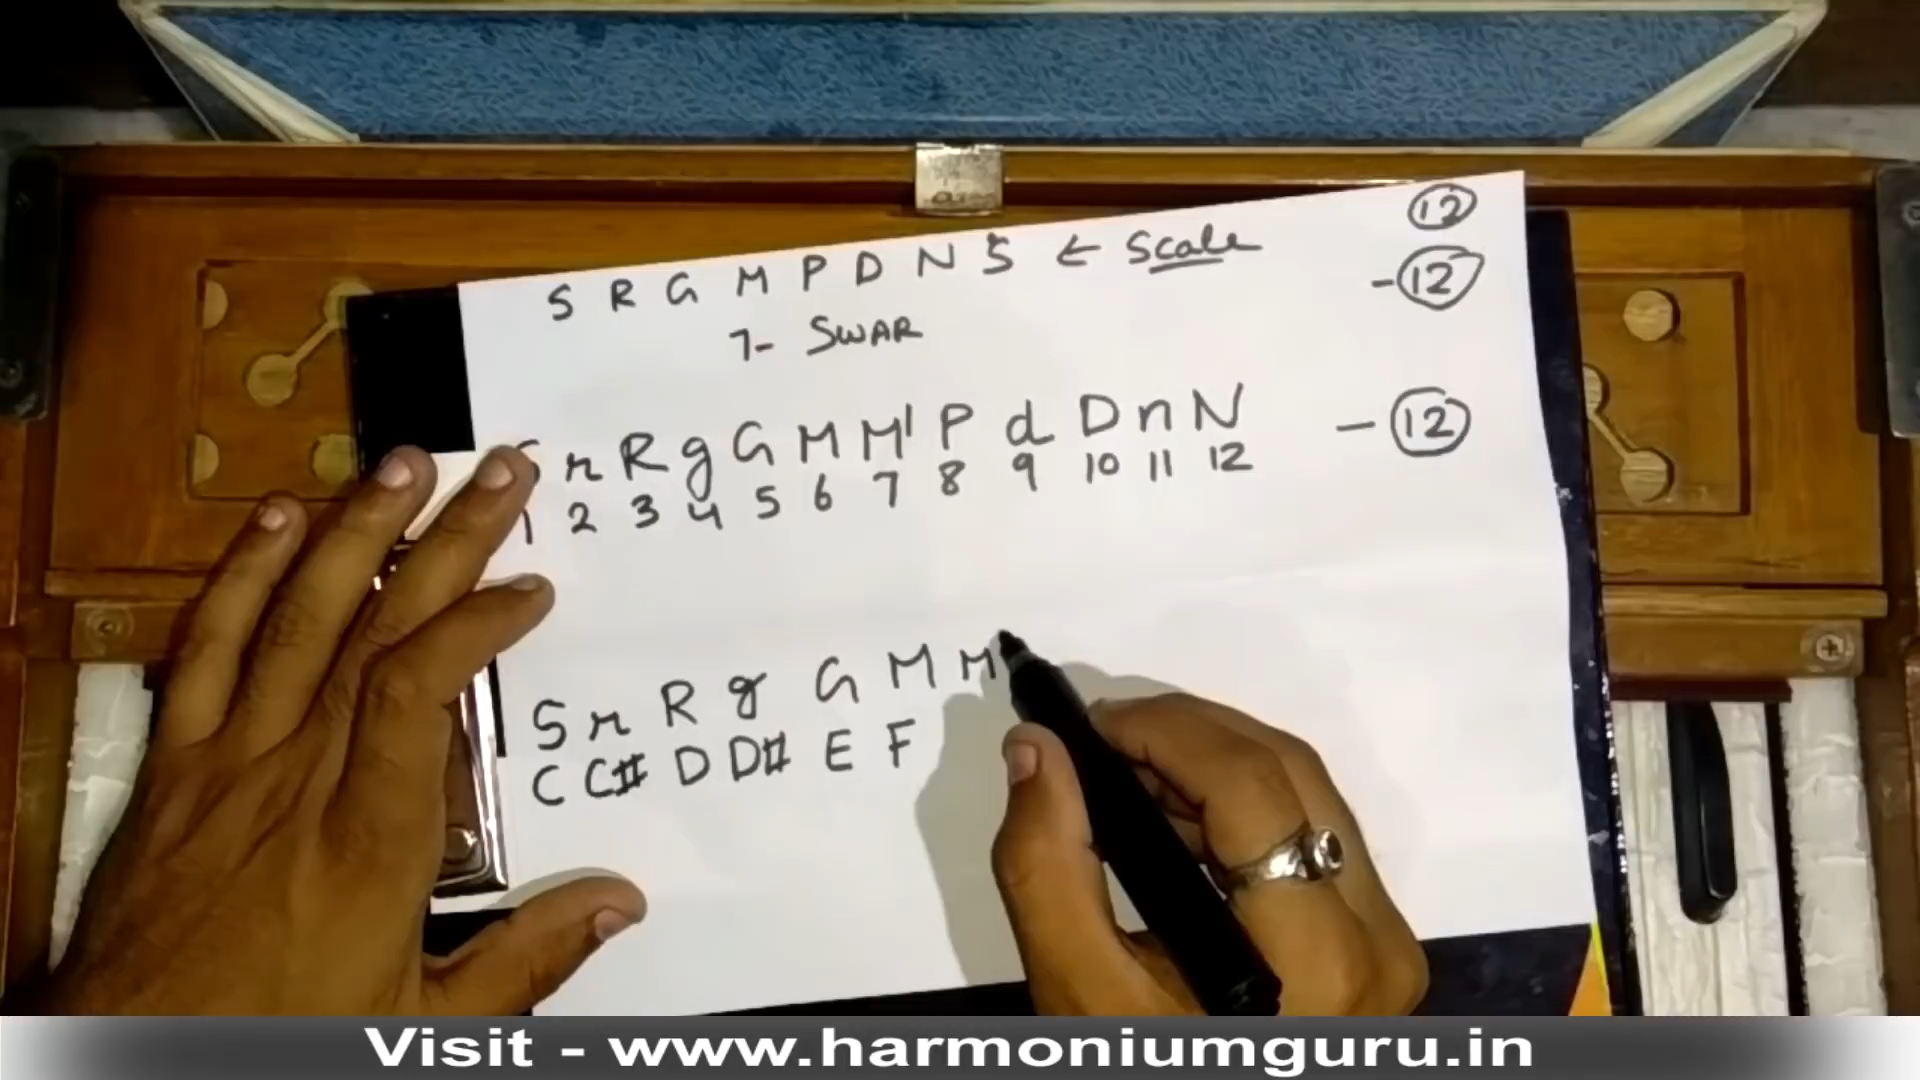 12
S R G M P D N S ← Scale - 12
7- SWAR
S r R g G M M' P d D n N - 12
1 2 3 4 5 6 7 8 9 10 11 12
S r R g G M M
C C# D D# E F
Visit - www.harmoniumguru.in